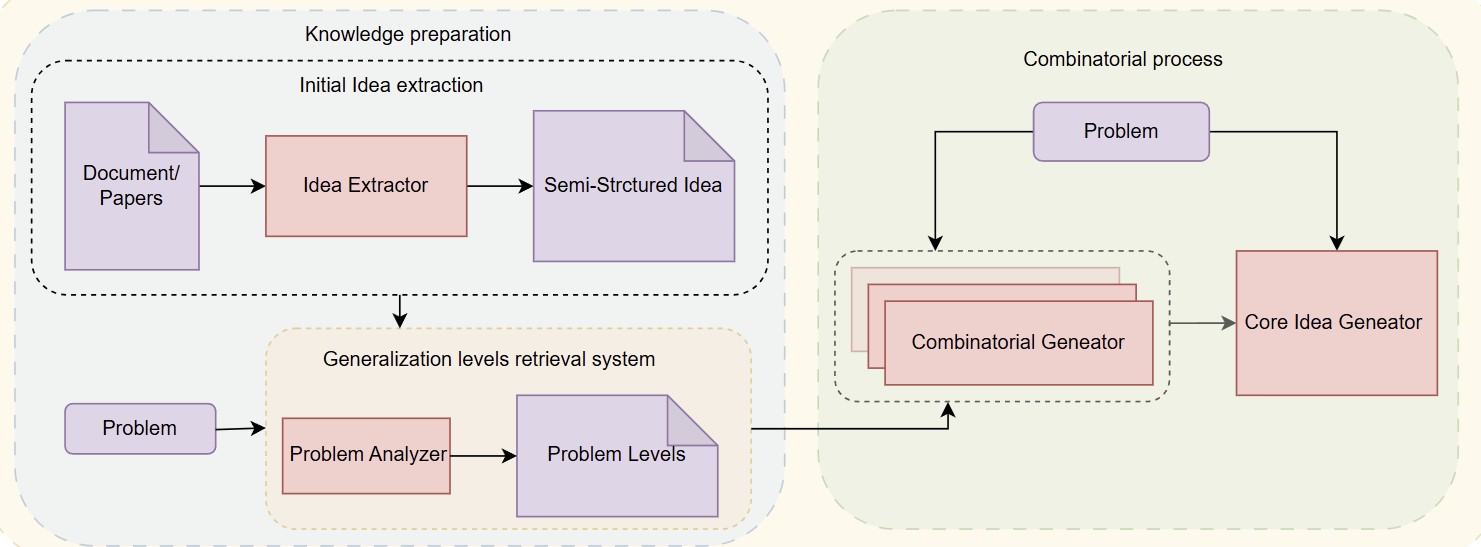 Knowledge preparation
Initial Idea extraction
Document/
Papers
Idea Extractor
Semi-Strctured Idea
Generalization levels retrieval system
Problem
Problem Analyzer
Problem Levels
Combinatorial process
Problem
Combinatorial Geneator
Core Idea Geneator